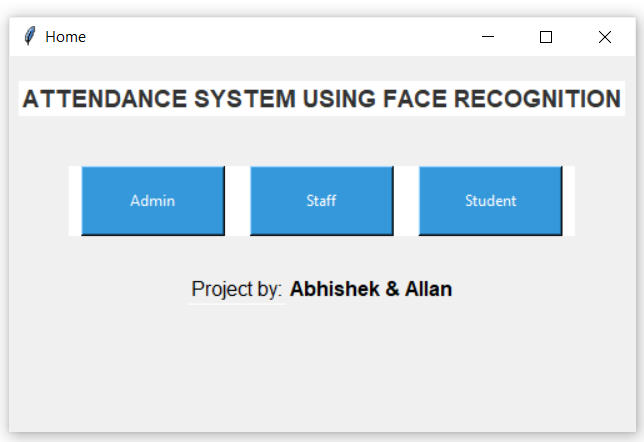 Home
ATTENDANCE SYSTEM USING FACE RECOGNITION
Admin Staff Student
Project by: Abhishek & Allan